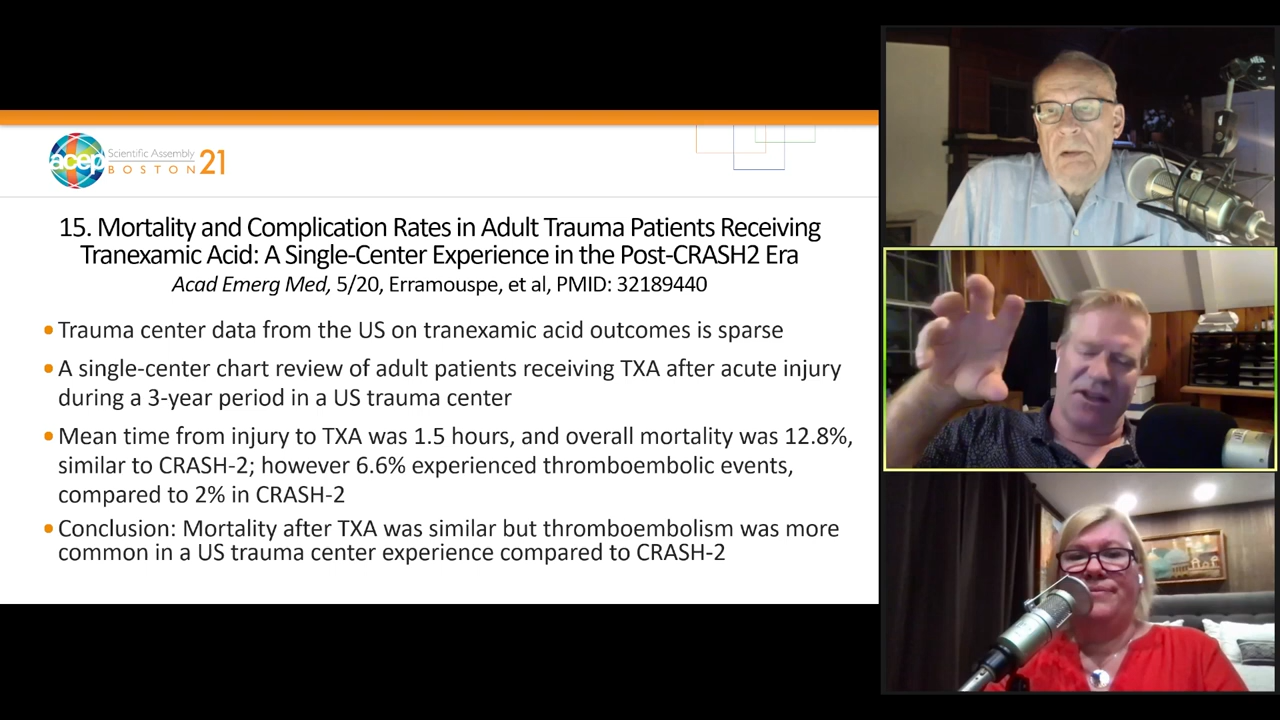 acep Scientific Assembly
BOSTON 21
15. Mortality and Complication Rates in Adult Trauma Patients Receiving
Tranexamic Acid: A Single-Center Experience in the Post-CRASH2 Era
Acad Emerg Med, 5/20, Erramouspe, et al, PMID: 32189440
• Trauma center data from the US on tranexamic acid outcomes is sparse
• A single-center chart review of adult patients receiving TXA after acute injury
during a 3-year period in a US trauma center
• Mean time from injury to TXA was 1.5 hours, and overall mortality was 12.8%,
similar to CRASH-2; however 6.6% experienced thromboembolic events,
compared to 2% in CRASH-2
• Conclusion: Mortality after TXA was similar but thromboembolism was more
common in a US trauma center experience compared to CRASH-2